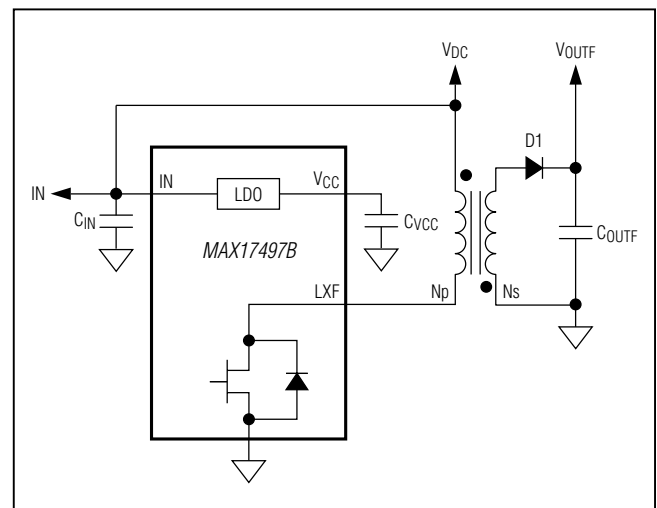 VDC
VOUTF
D1
IN
IN
LDO
VCC
CIN
CVCC
COUTF
MAX17497B
LXF
Np
Ns